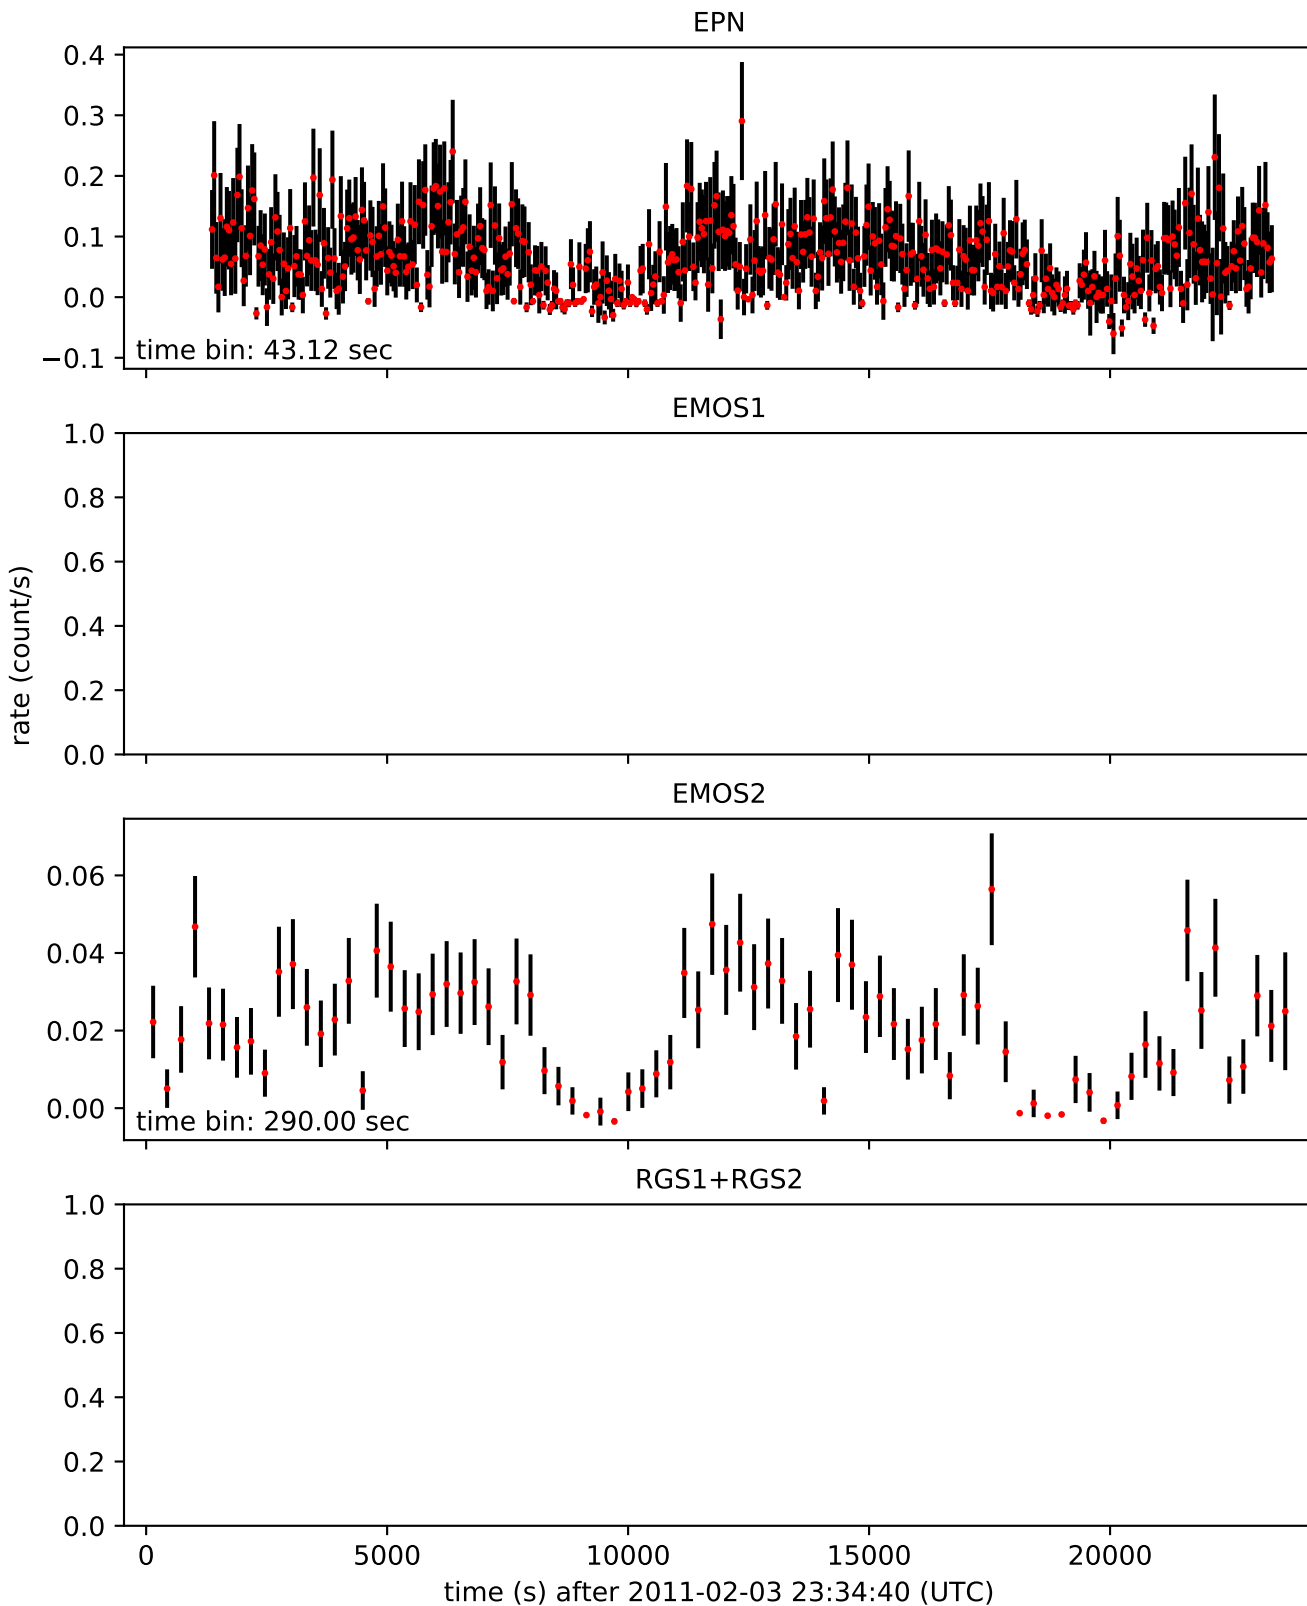 EPN
0.4
0.3
0.2
0.1
0.0
−0.1
time bin: 43.12 sec
EMOS1
1.0
0.8
0.6
0.4
0.2
0.0
rate (count/s)
EMOS2
0.06
0.04
0.02
0.00
time bin: 290.00 sec
RGS1+RGS2
1.0
0.8
0.6
0.4
0.2
0.0
0 5000 10000 15000 20000
time (s) after 2011-02-03 23:34:40 (UTC)